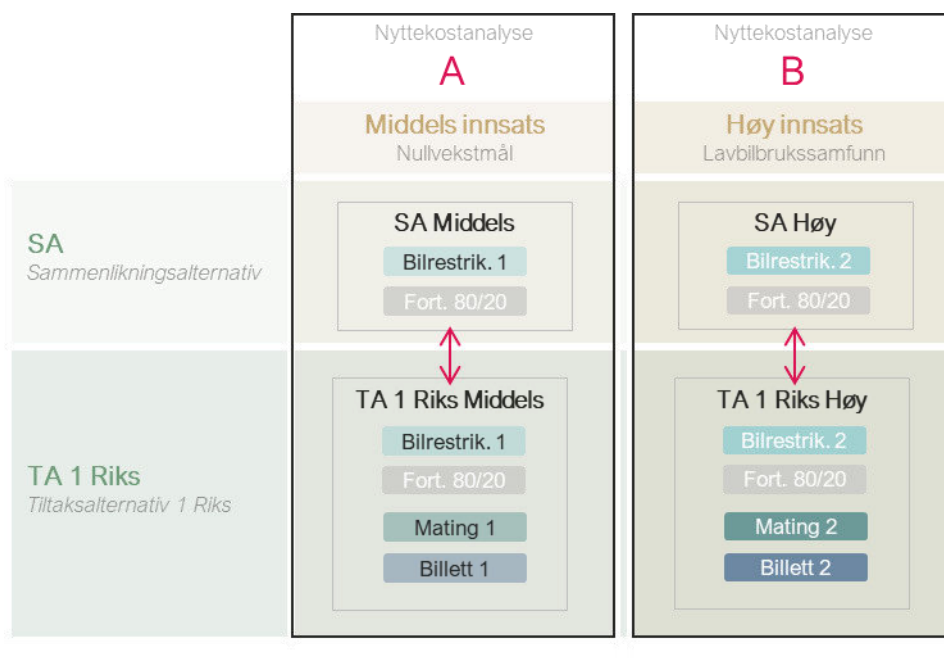 Nyttekostanalyse
A
Middels innsats
Nullvekstmål
Nyttekostanalyse
B
Høy innsats
Lavbilbrukssamfunn
SA
Sammenlikningsalternativ
SA Middels
Bilrestrik. 1
Fort. 80/20
SA Høy
Bilrestrik. 2
Fort. 80/20
TA 1 Riks
Tiltaksalternativ 1 Riks
TA 1 Riks Middels
Bilrestrik. 1
Fort. 80/20
Mating 1
Billett 1
TA 1 Riks Høy
Bilrestrik. 2
Fort. 80/20
Mating 2
Billett 2